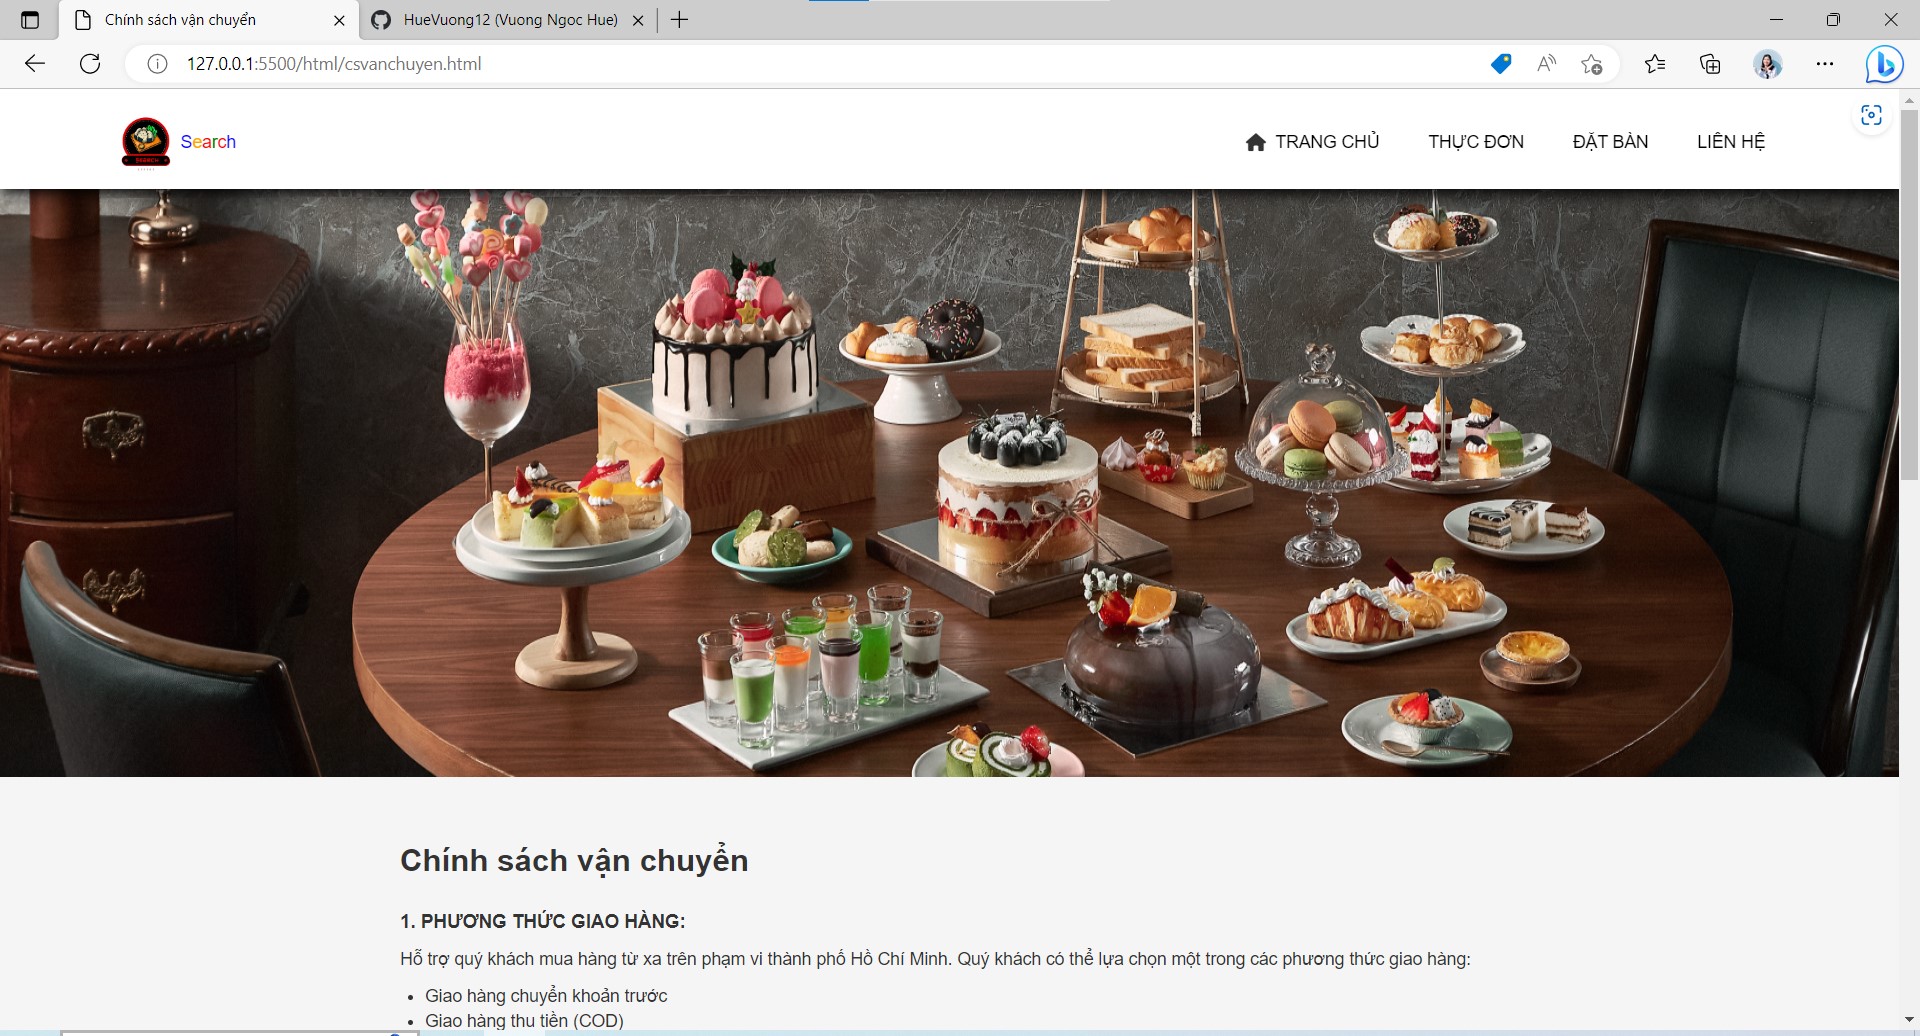 Chính sách vận chuyển
HueVuong12 (Vuong Ngoc Hue)
127.0.0.1:5500/html/csvanchuyen.html
SEARCH
Search
TRANG CHỦ
THỰC ĐƠN
ĐẶT BÀN
LIÊN HỆ
Chính sách vận chuyển
1. PHƯƠNG THỨC GIAO HÀNG:
Hỗ trợ quý khách mua hàng từ xa trên phạm vi thành phố Hồ Chí Minh. Quý khách có thể lựa chọn một trong các phương thức giao hàng:
• Giao hàng chuyển khoản trước
• Giao hàng thu tiền (COD)